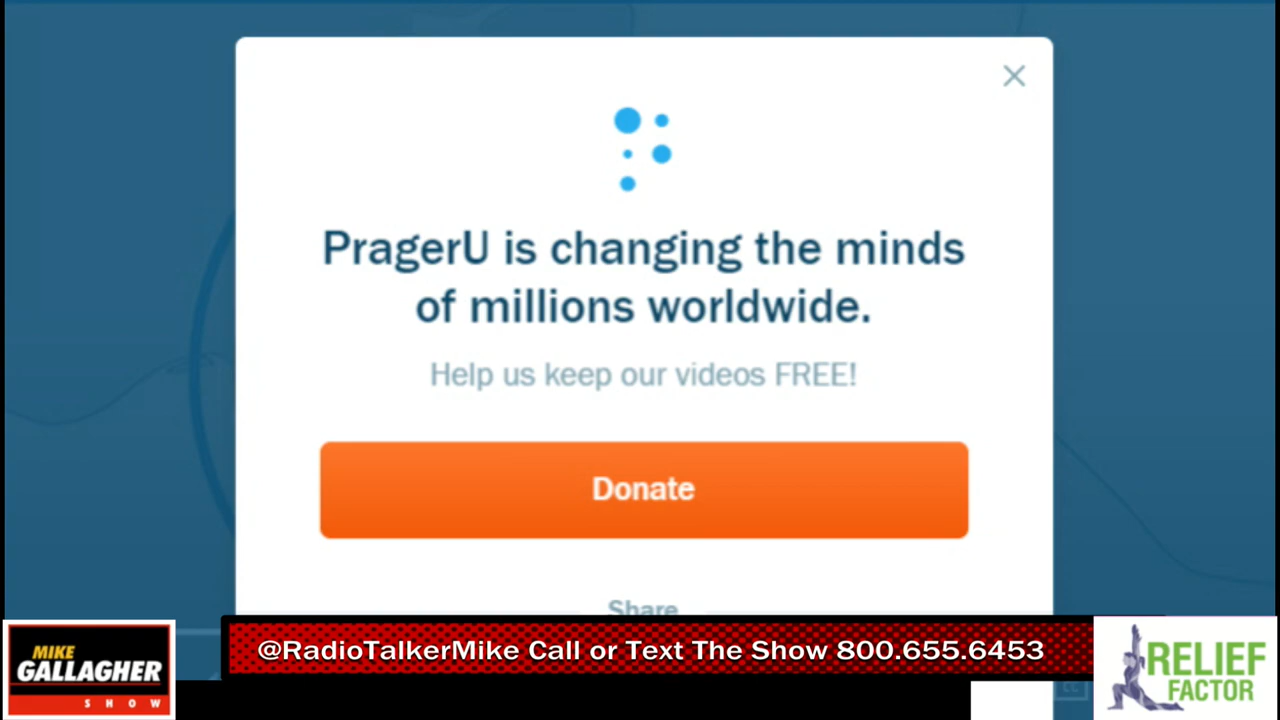 PragerU is changing the minds
of millions worldwide.
Help us keep our videos FREE!
Donate
Share
@RadioTalkerMike Call or Text The Show 800.655.6453
MIKE
GALLAGHER
SHOW
RELIEF
FACTOR